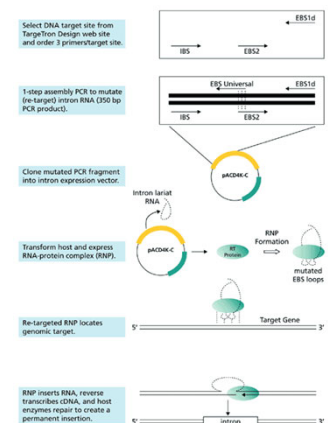 Select DNA target site from
TargeTron Design web site
and order 3 primers/target site.
EBS1d
IBS
EBS2
1-step assembly PCR to mutate
(re-target) intron RNA (350 bp
PCR product).
EBS Universal
EBS1d
IBS
EBS2
Clone mutated PCR fragment
into intron expression vector.
pACD4K-C
Intron lariat
RNA
Transform host and express
RNA-protein complex (RNP).
pACD4K-C
RT
Protein
RNP
Formation
mutated
EBS loops
Re-targeted RNP locates
genomic target.
Target Gene
5'
3'
RNP inserts RNA, reverse
transcribes cDNA, and host
enzymes repair to create a
permanent insertion.
5'
intron
3'